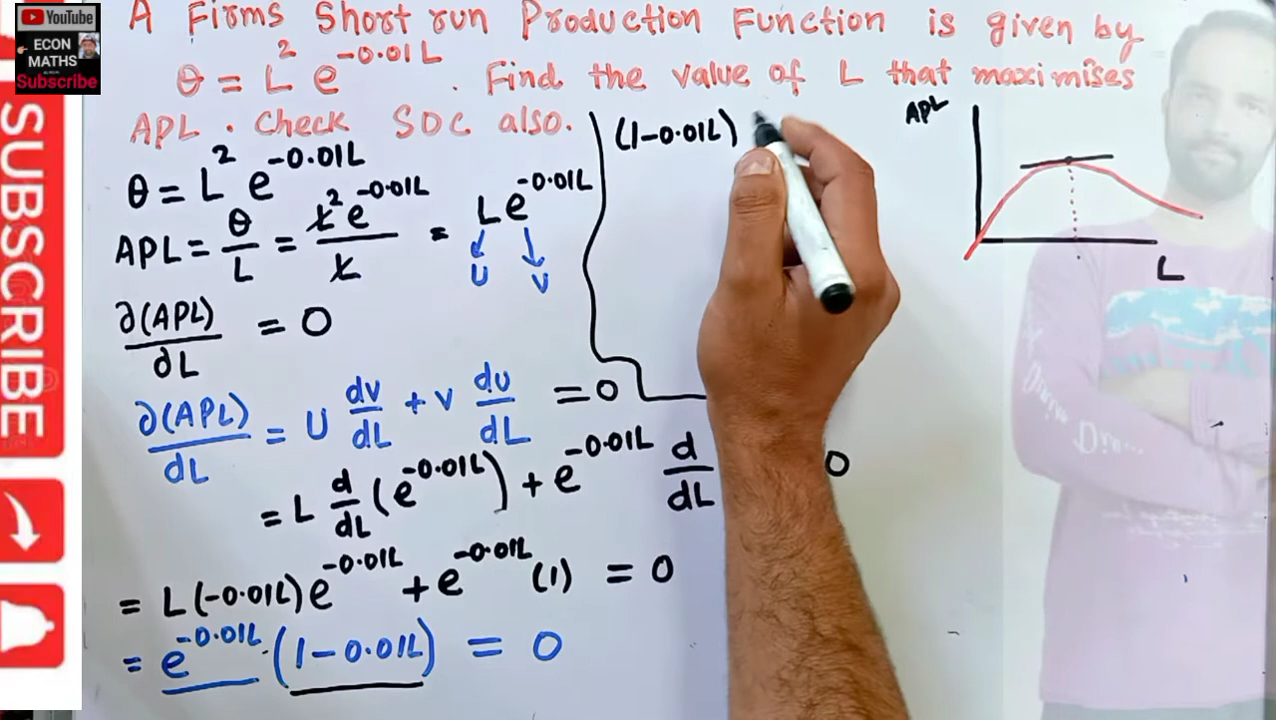 YouTube
ECON
MATHS
Subscribe
SUBSCRIBE
A Firms Short run Production Function is given by
θ = L² e^-0.01L . Find the value of L that maximises
APL . Check SOC also.
θ = L² e^-0.01L
APL = θ/L = L² e^-0.01L / L = L e^-0.01L
U V
∂(APL)/∂L = 0
∂(APL)/dL = U dv/dL + V du/dL = 0
= L d/dL (e^-0.01L) + e^-0.01L d/dL 0
= L(-0.01L) e^-0.01L + e^-0.01L (1) = 0
= e^-0.01L · (1-0.01L) = 0
(1-0.01L)
APL
L